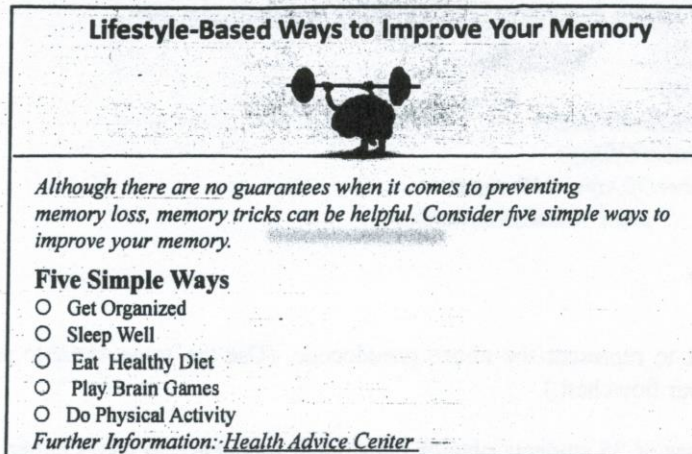 Lifestyle-Based Ways to Improve Your Memory
Although there are no guarantees when it comes to preventing
memory loss, memory tricks can be helpful. Consider five simple ways to
improve your memory.
Five Simple Ways
○ Get Organized
○ Sleep Well
○ Eat Healthy Diet
○ Play Brain Games
○ Do Physical Activity
Further Information: Health Advice Center